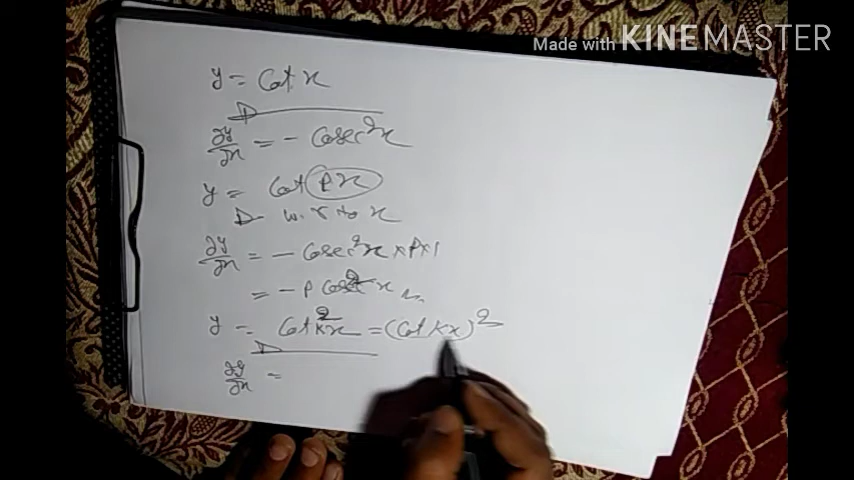 Made with KINEMASTER
y = Cot x
D
∂y/∂x = - Cosec²x
y = Cot Px
D w.r to x
∂y/∂x = - Cosec²x × P × 1
= - P Cosec²x
y = Cot²Kx = (Cot Kx)²
D
∂y/∂x =